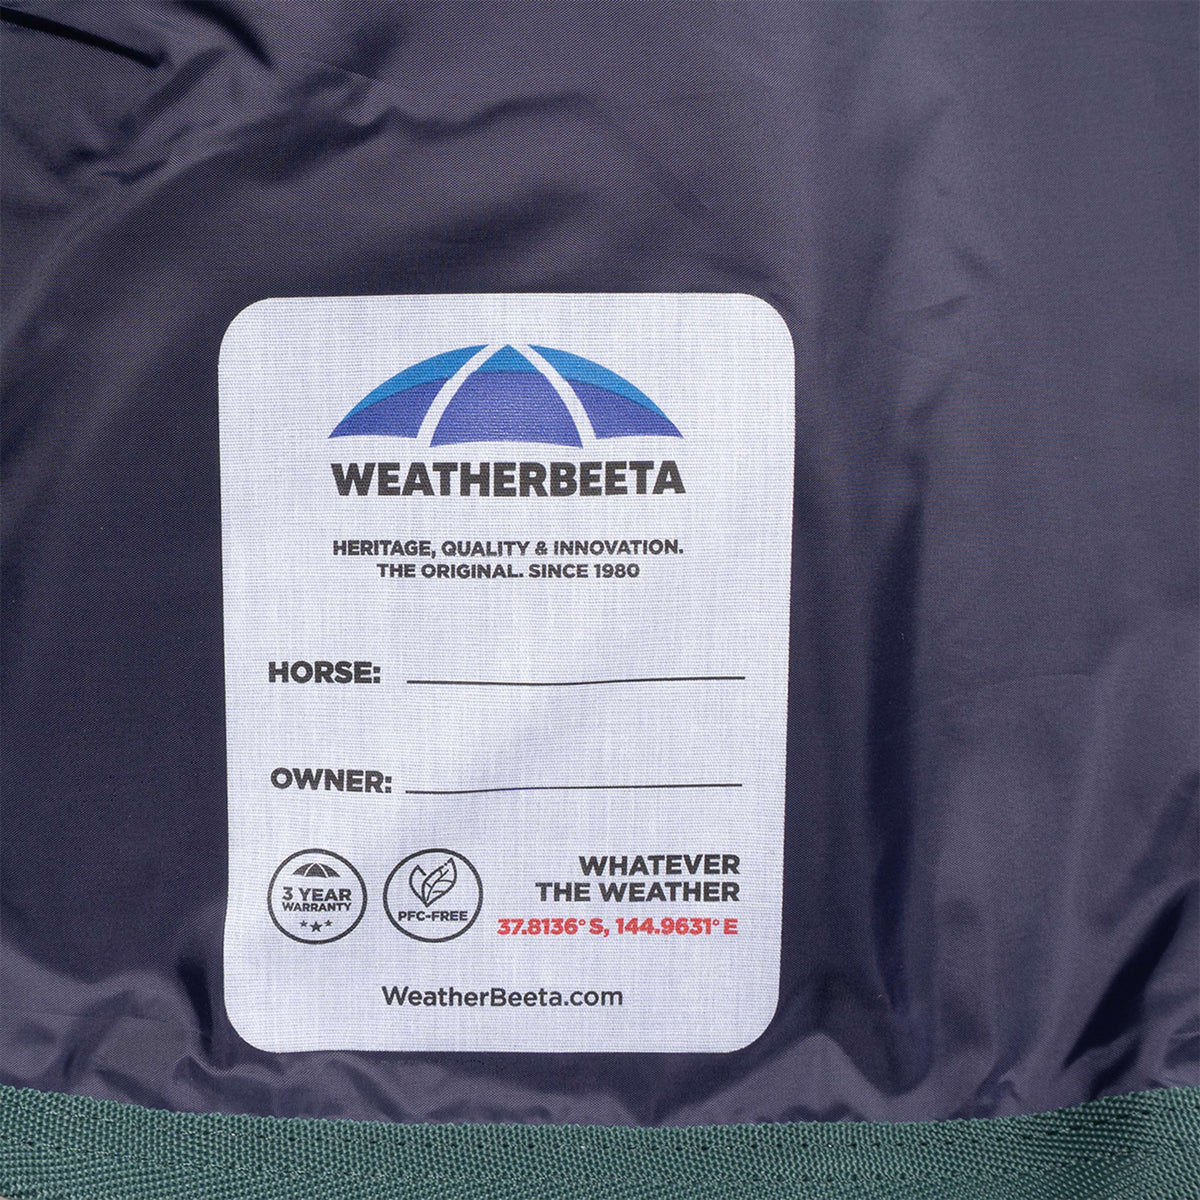 WEATHERBEETA
HERITAGE, QUALITY & INNOVATION.
THE ORIGINAL. SINCE 1980
HORSE:
OWNER:
3 YEAR
WARRANTY
PFC-FREE
WHATEVER
THE WEATHER
37.8136° S, 144.9631° E
WeatherBeeta.com